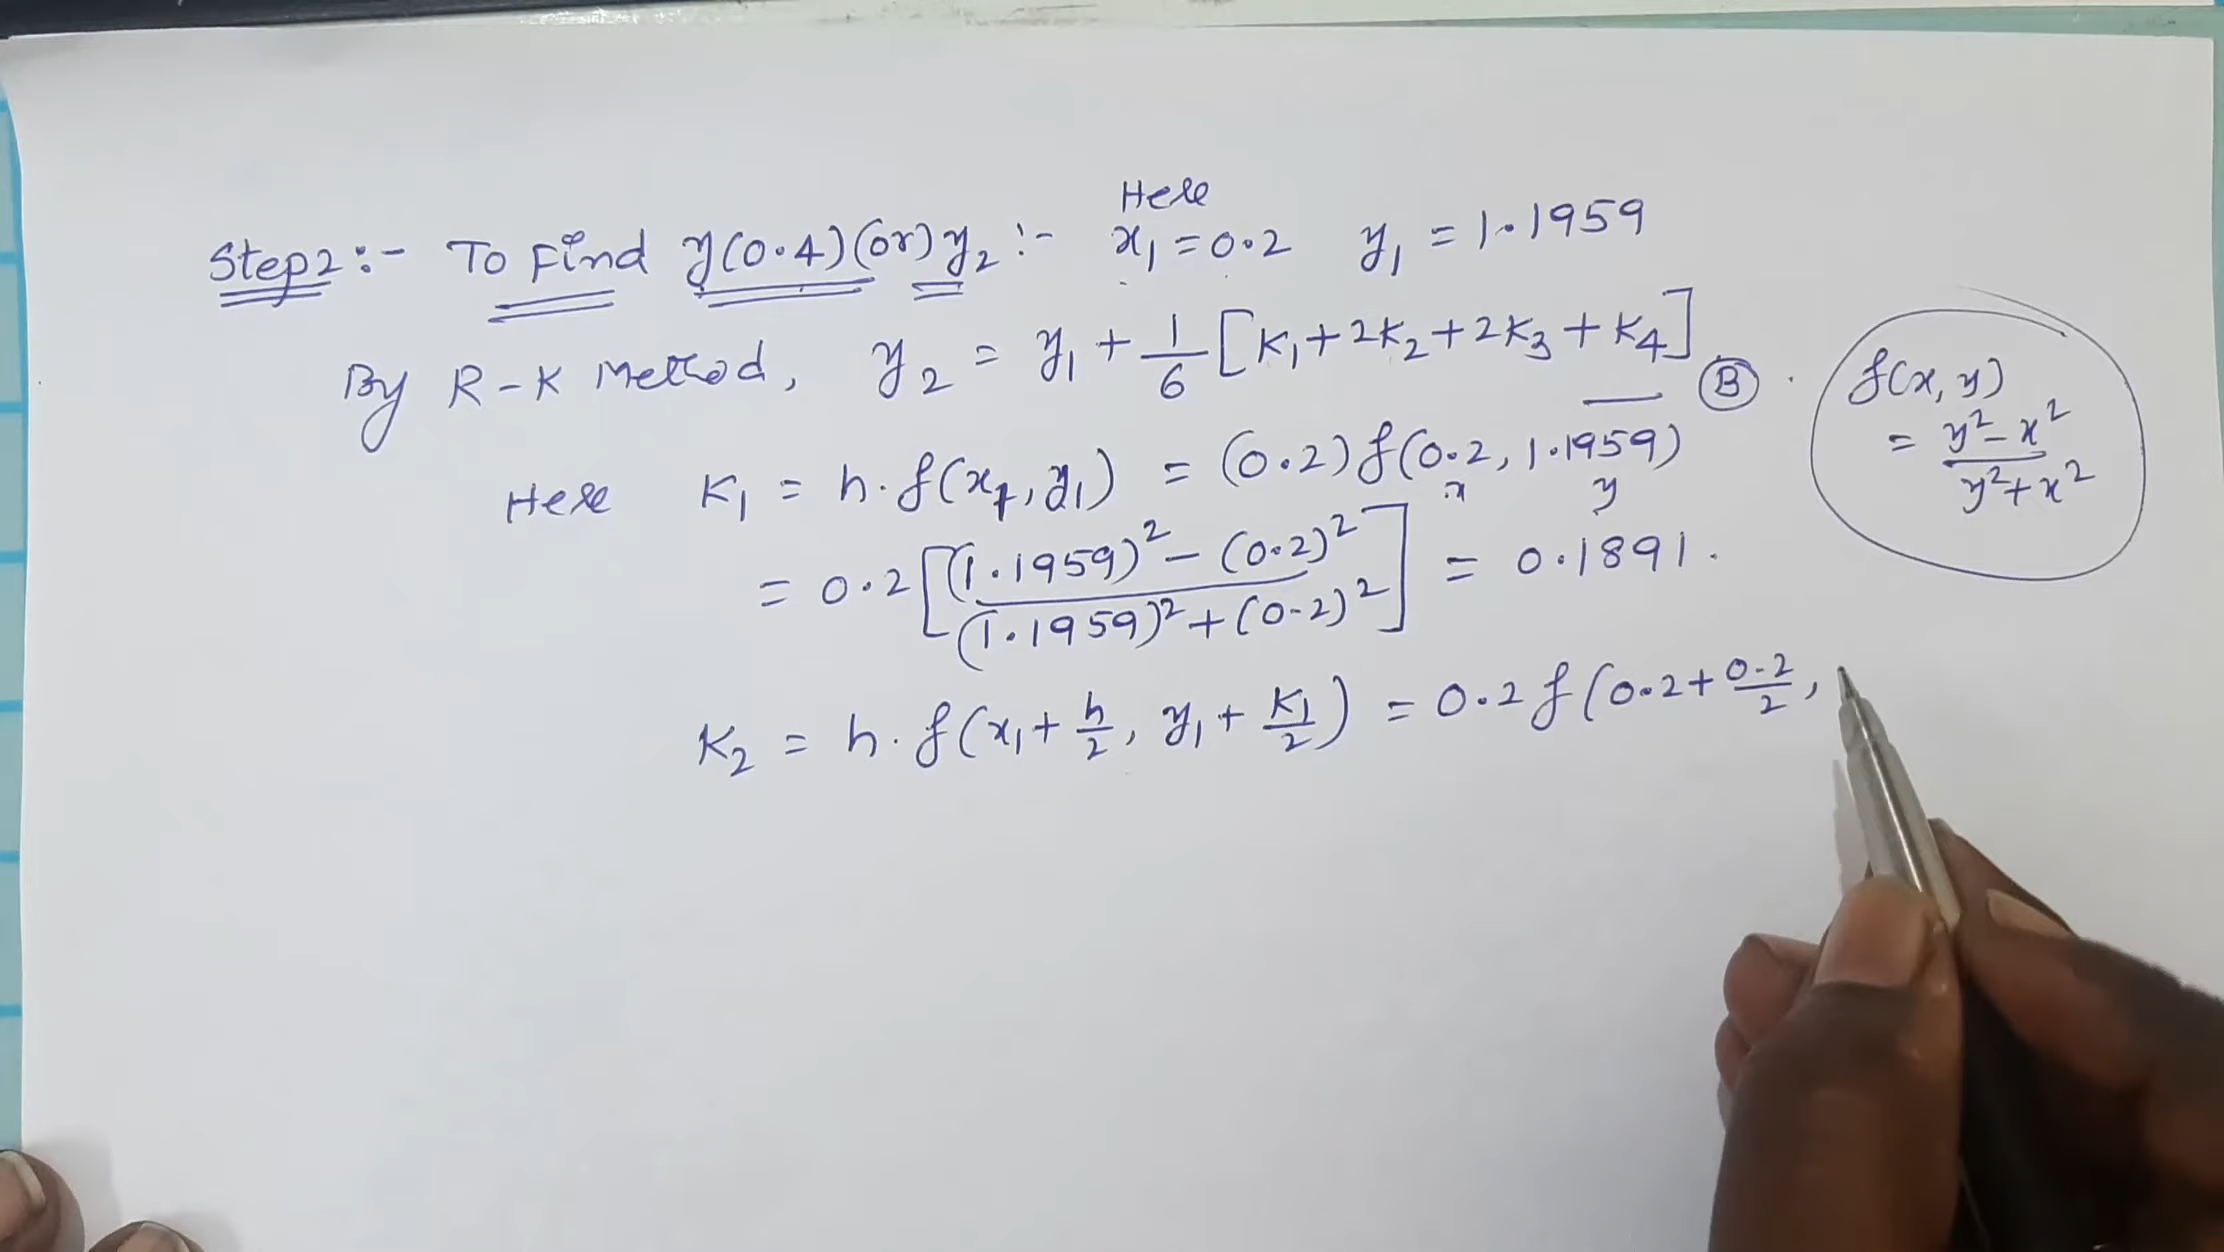 Here
Step2:- To Find y(0.4)(or) y₂ :- x₁ = 0.2 y₁ = 1.1959
By R-K Method, y₂ = y₁ + 1/6 [K₁ + 2K₂ + 2K₃ + K₄] (B).
f(x, y)
= (y² - x²)/(y² + x²)
Here K₁ = h. f(x₁, y₁) = (0.2) f(0.2, 1.1959)
x y
= 0.2 [((1.1959)² - (0.2)²)/((1.1959)² + (0.2)²)] = 0.1891.
K₂ = h. f(x₁ + h/2, y₁ + K₁/2) = 0.2 f(0.2 + 0.2/2,